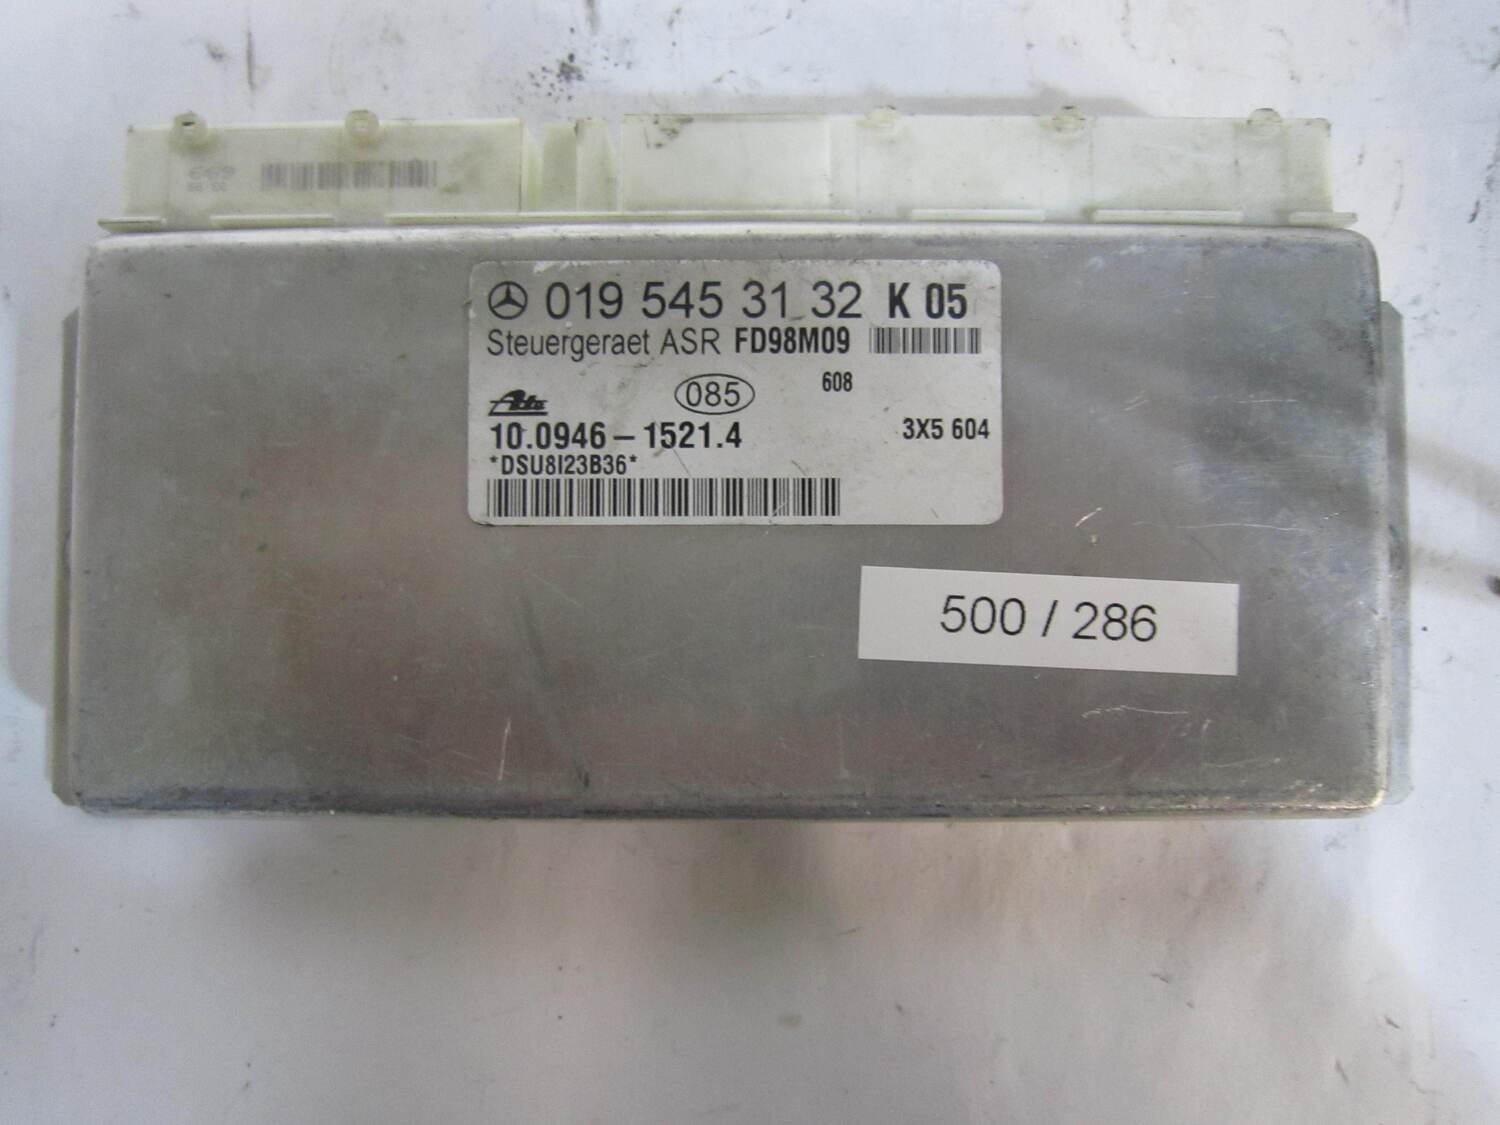 019 545 31 32 K 05
Steuergeraet ASR FD98M09
085 608
Ate
10.0946-1521.4 3X5 604
*DSU8I23B36*
500 / 286